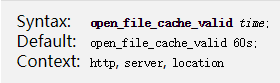 Syntax: open_file_cache_valid time;
Default: open_file_cache_valid 60s;
Context: http, server, location